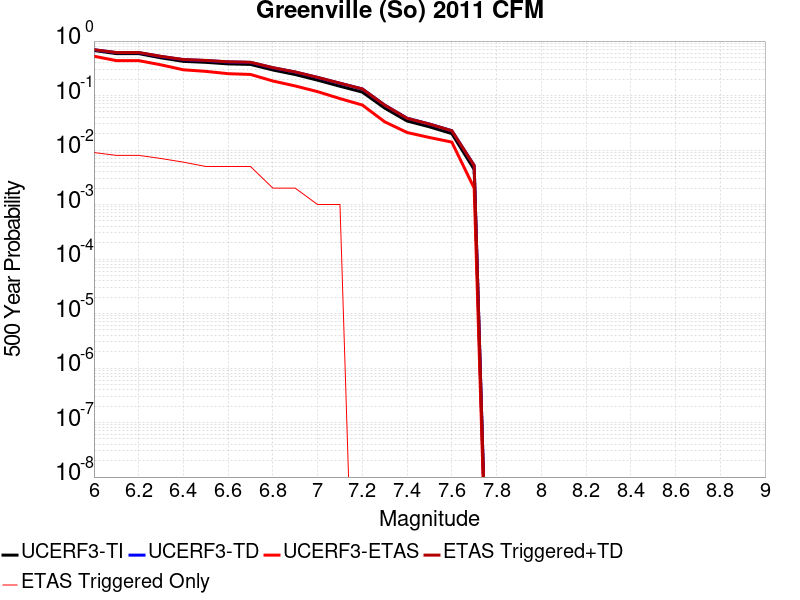 Greenville (So) 2011 CFM
10^0
10^-1
10^-2
10^-3
10^-4
10^-5
10^-6
10^-7
10^-8
500 Year Probability
6 6.2 6.4 6.6 6.8 7 7.2 7.4 7.6 7.8 8 8.2 8.4 8.6 8.8 9
Magnitude
UCERF3-TI UCERF3-TD UCERF3-ETAS ETAS Triggered+TD
ETAS Triggered Only